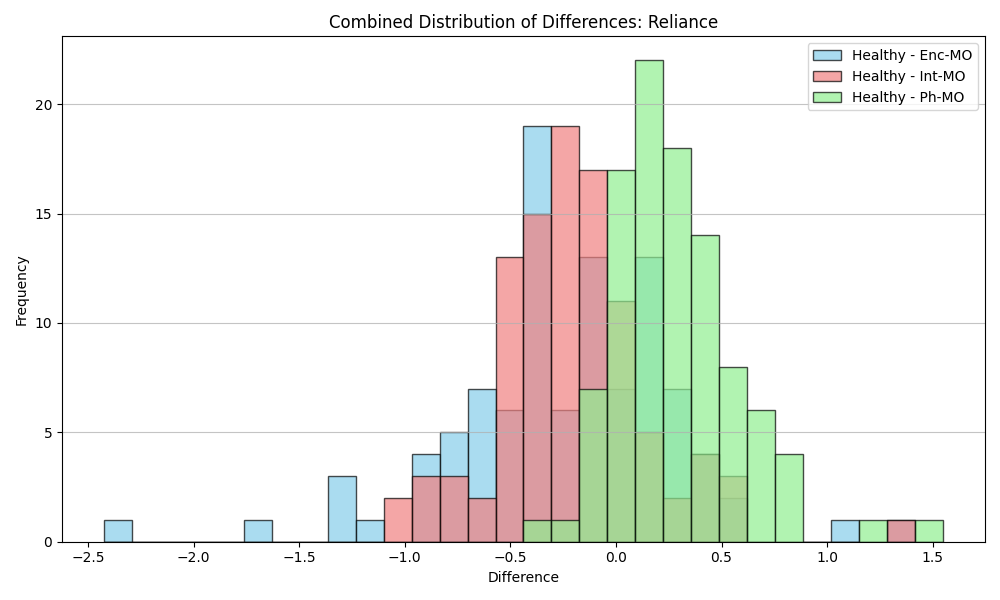 Combined Distribution of Differences: Reliance
Healthy - Enc-MO
Healthy - Int-MO
Healthy - Ph-MO
Frequency
20
15
10
5
0
−2.5 −2.0 −1.5 −1.0 −0.5 0.0 0.5 1.0 1.5
Difference